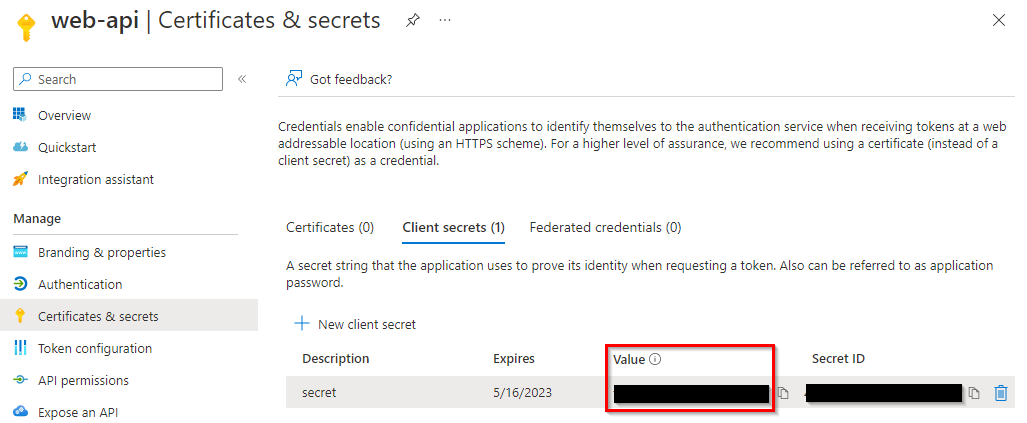 web-api | Certificates & secrets
Search
Got feedback?
Overview
Quickstart
Integration assistant
Manage
Branding & properties
Authentication
Certificates & secrets
Token configuration
API permissions
Expose an API
Credentials enable confidential applications to identify themselves to the authentication service when receiving tokens at a web
addressable location (using an HTTPS scheme). For a higher level of assurance, we recommend using a certificate (instead of a
client secret) as a credential.
Certificates (0) Client secrets (1) Federated credentials (0)
A secret string that the application uses to prove its identity when requesting a token. Also can be referred to as application
password.
New client secret
Description Expires Value Secret ID
secret 5/16/2023